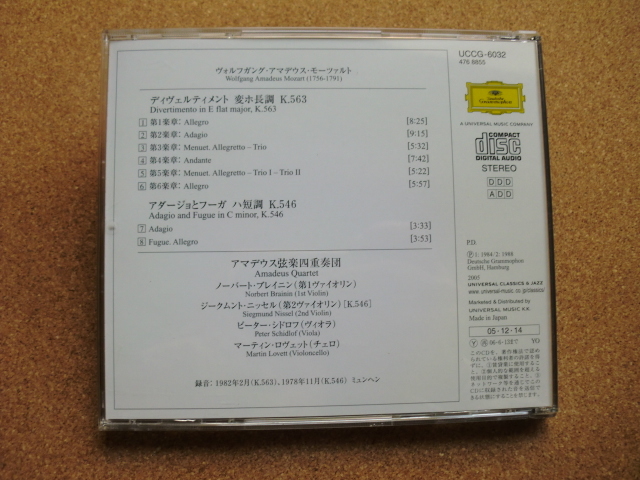 ヴォルフガング・アマデウス・モーツァルト
Wolfgang Amadeus Mozart (1756-1791)
ディヴェルティメント 変ホ長調 K.563
Divertimento in E flat major, K.563
1 第1楽章: Allegro [8:25]
2 第2楽章: Adagio [9:15]
3 第3楽章: Menuet. Allegretto – Trio [5:32]
4 第4楽章: Andante [7:42]
5 第5楽章: Menuet. Allegretto – Trio I – Trio II [5:22]
6 第6楽章: Allegro [5:57]
アダージョとフーガ ハ短調 K.546
Adagio and Fugue in C minor, K.546
7 Adagio [3:33]
8 Fugue. Allegro [3:53]
アマデウス弦楽四重奏団
Amadeus Quartet
ノーバート・ブレイニン(第1ヴァイオリン)
Norbert Brainin (1st Violin)
ジークムント・ニッセル(第2ヴァイオリン)[K.546]
Siegmund Nissel (2nd Violin)
ピーター・シドロフ(ヴィオラ)
Peter Schidlof (Viola)
マーティン・ロヴェット(チェロ)
Martin Lovett (Violoncello)
録音:1982年2月(K.563)、1978年11月(K.546) ミュンヘン
UCCG-6032
476 8855
Deutsche Grammophon
A UNIVERSAL MUSIC COMPANY
COMPACT
disc
DIGITAL AUDIO
STEREO
DDD
ADD
PD
Ⓟ 1: 1984/2: 1988
Deutsche Grammophon
GmbH, Hamburg
2005
UNIVERSAL CLASSICS & JAZZ
www.universal-music.co.jp/classics/
Marketed & Distributed by
UNIVERSAL MUSIC K.K.
Made in Japan
05・12・14
Y